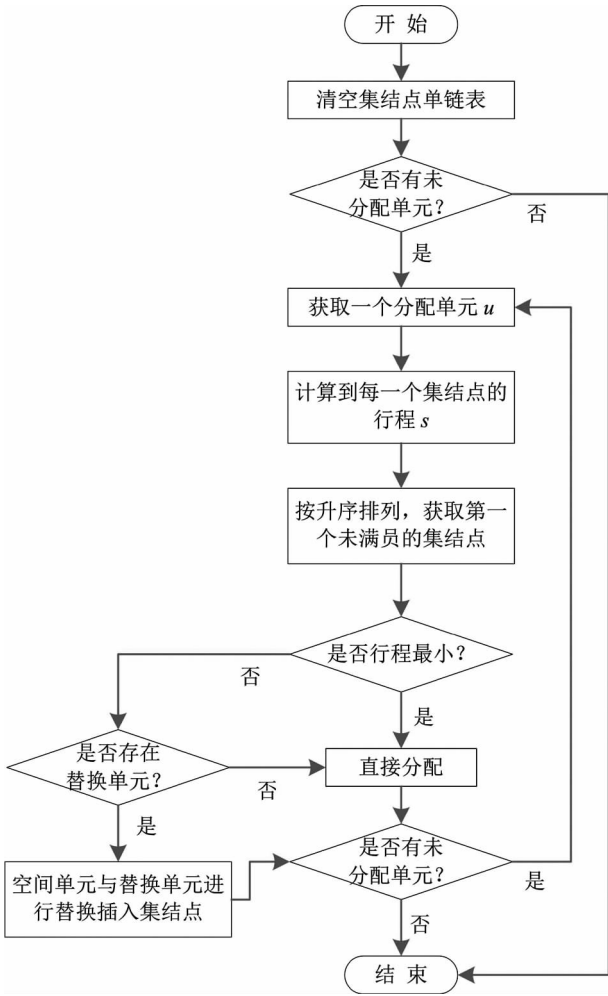 开 始
清空集结点单链表
是否有未
分配单元？
否
是
获取一个分配单元 u
计算到每一个集结点的
行程 s
按升序排列，获取第一
个未满员的集结点
是否行程最小？
否
是
是否存在
替换单元？
否
直接分配
是
是否有未
分配单元？
是
空间单元与替换单元进
行替换插入集结点
否
结 束